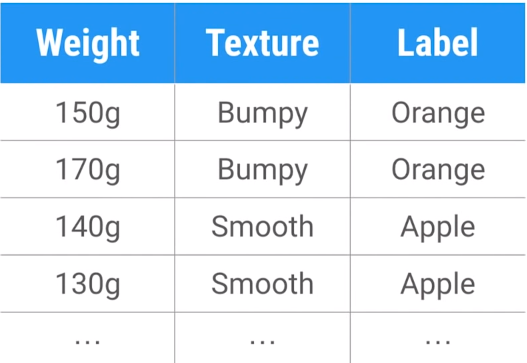 Weight Texture Label
150g Bumpy Orange
170g Bumpy Orange
140g Smooth Apple
130g Smooth Apple
... ... ...